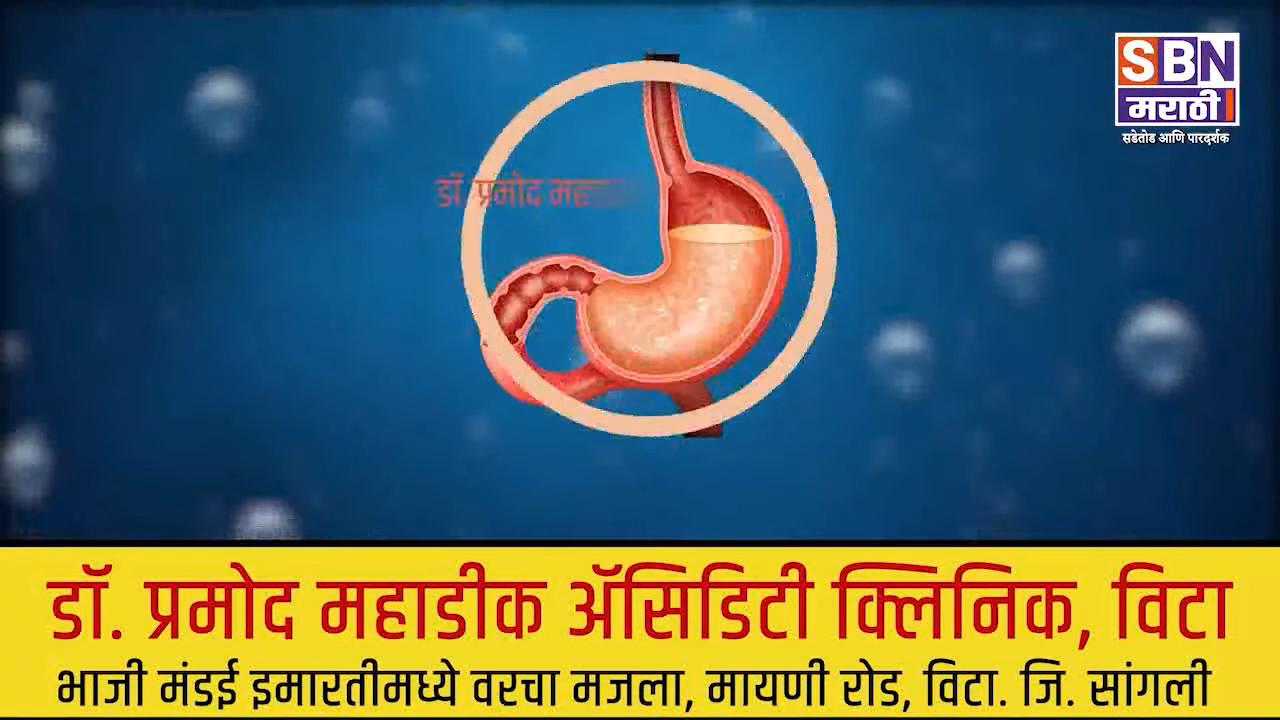 SBN
मराठी
सडेतोड आणि पारदर्शक
डॉ. प्रमोद
डॉ. प्रमोद महाडीक ॲसिडिटी क्लिनिक, विटा
भाजी मंडई इमारतीमध्ये वरचा मजला, मायणी रोड, विटा. जि. सांगली